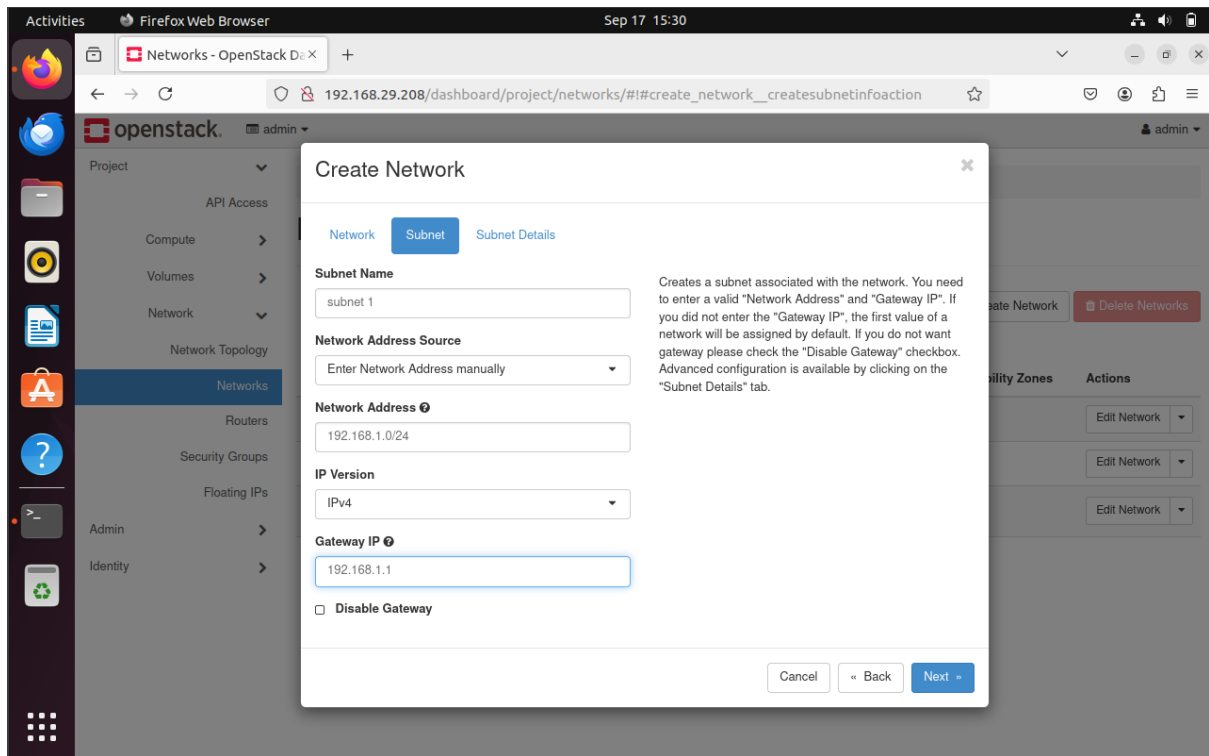 Activities
Firefox Web Browser
Sep 17 15:30
Networks - OpenStack Da
192.168.29.208/dashboard/project/networks/#!#create_network__createsubnetinfoaction
openstack.
admin
admin
Project
API Access
Compute
Volumes
Network
Network Topology
Networks
Routers
Security Groups
Floating IPs
Admin
Identity
Create Network
Network
Subnet
Subnet Details
Subnet Name
subnet 1
Network Address Source
Enter Network Address manually
Network Address
192.168.1.0/24
IP Version
IPv4
Gateway IP
192.168.1.1
Disable Gateway
Creates a subnet associated with the network. You need
to enter a valid "Network Address" and "Gateway IP". If
you did not enter the "Gateway IP", the first value of a
network will be assigned by default. If you do not want
gateway please check the "Disable Gateway" checkbox.
Advanced configuration is available by clicking on the
"Subnet Details" tab.
Cancel
« Back
Next »
eate Network
Delete Networks
bility Zones
Actions
Edit Network
Edit Network
Edit Network